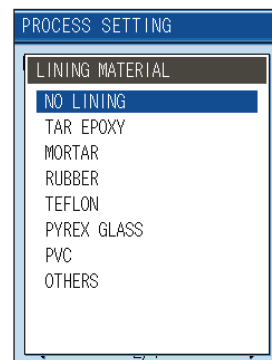 PROCESS SETTING
LINING MATERIAL
NO LINING
TAR EPOXY
MORTAR
RUBBER
TEFLON
PYREX GLASS
PVC
OTHERS